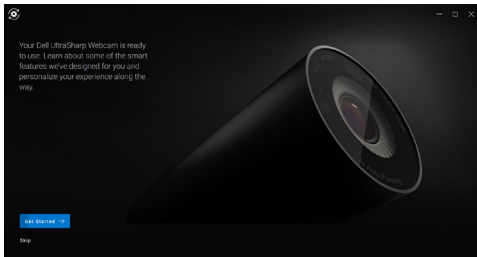 Your Dell UltraSharp Webcam is ready
to use. Learn about some of the smart
features we've designed for you and
personalize your experience along the
way.
Get Started
Skip